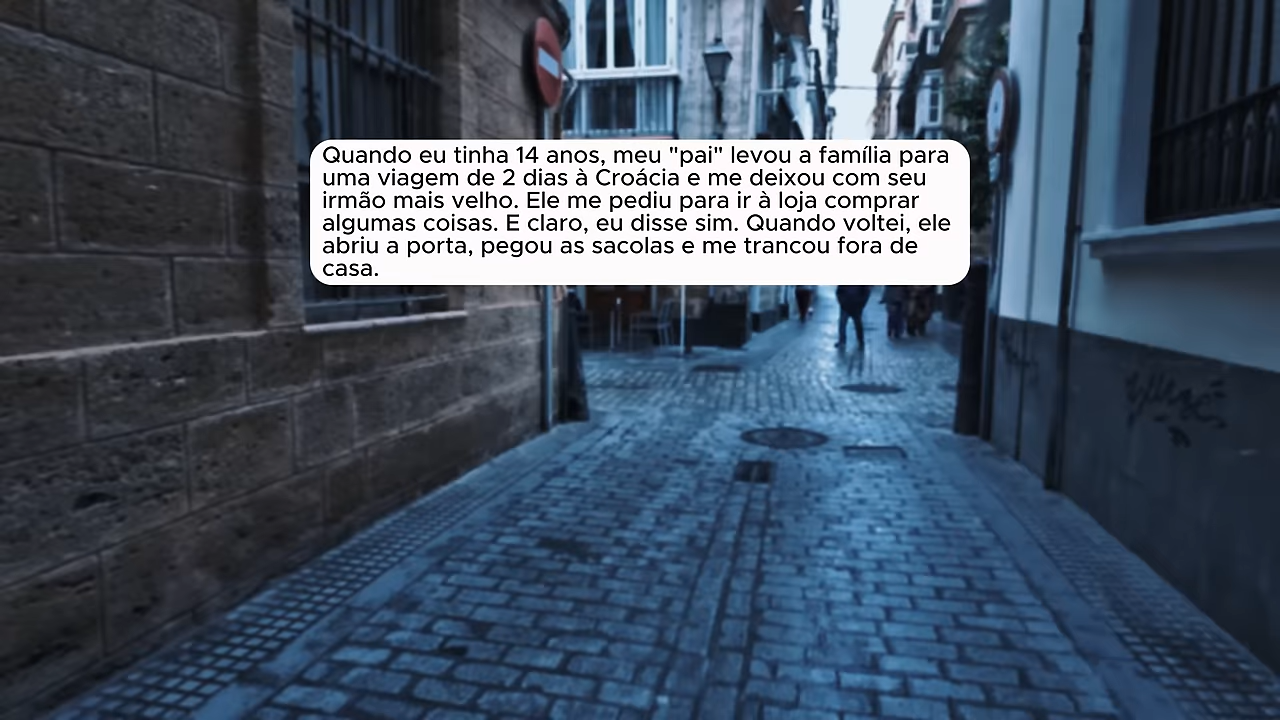 Quando eu tinha 14 anos, meu "pai" levou a família para
uma viagem de 2 dias à Croácia e me deixou com seu
irmão mais velho. Ele me pediu para ir à loja comprar
algumas coisas. E claro, eu disse sim. Quando voltei, ele
abriu a porta, pegou as sacolas e me trancou fora de
casa.